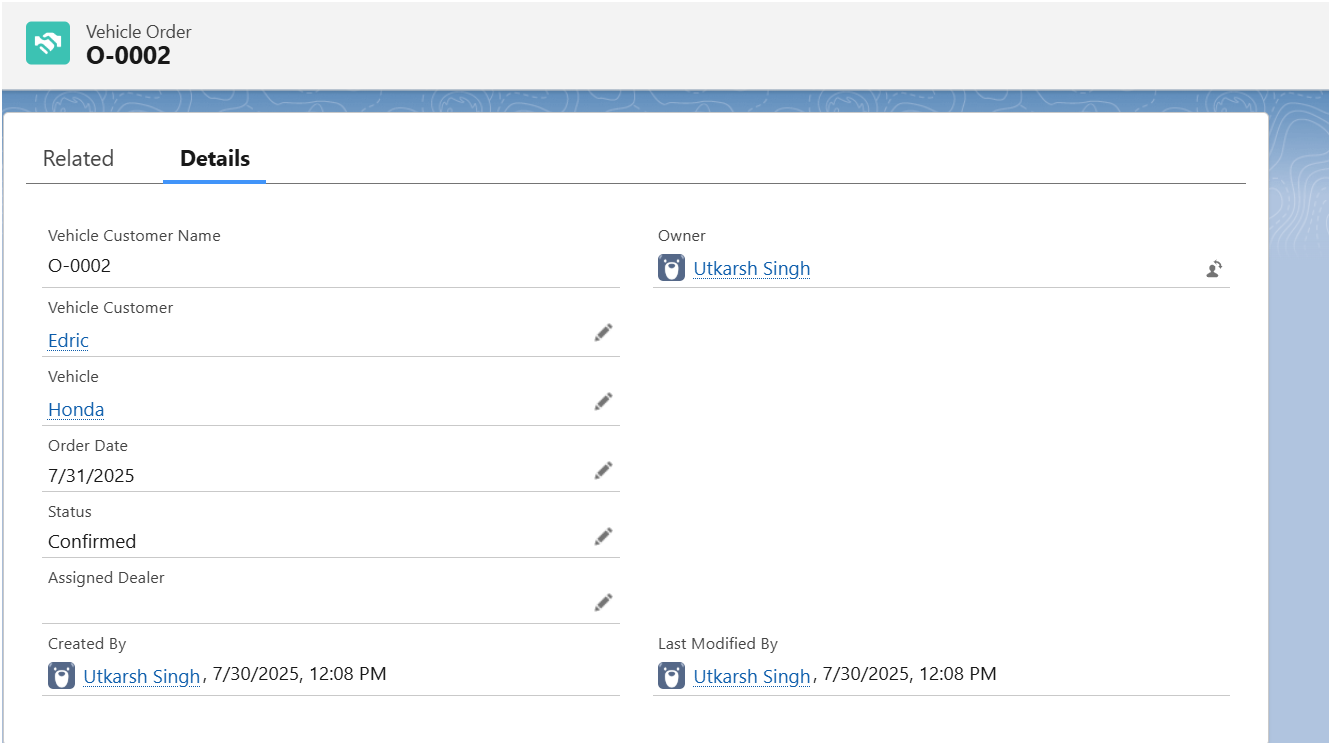 Vehicle Order
O-0002
Related Details
Vehicle Customer Name
O-0002
Owner
Utkarsh Singh
Vehicle Customer
Edric
Vehicle
Honda
Order Date
7/31/2025
Status
Confirmed
Assigned Dealer
Created By
Utkarsh Singh, 7/30/2025, 12:08 PM
Last Modified By
Utkarsh Singh, 7/30/2025, 12:08 PM